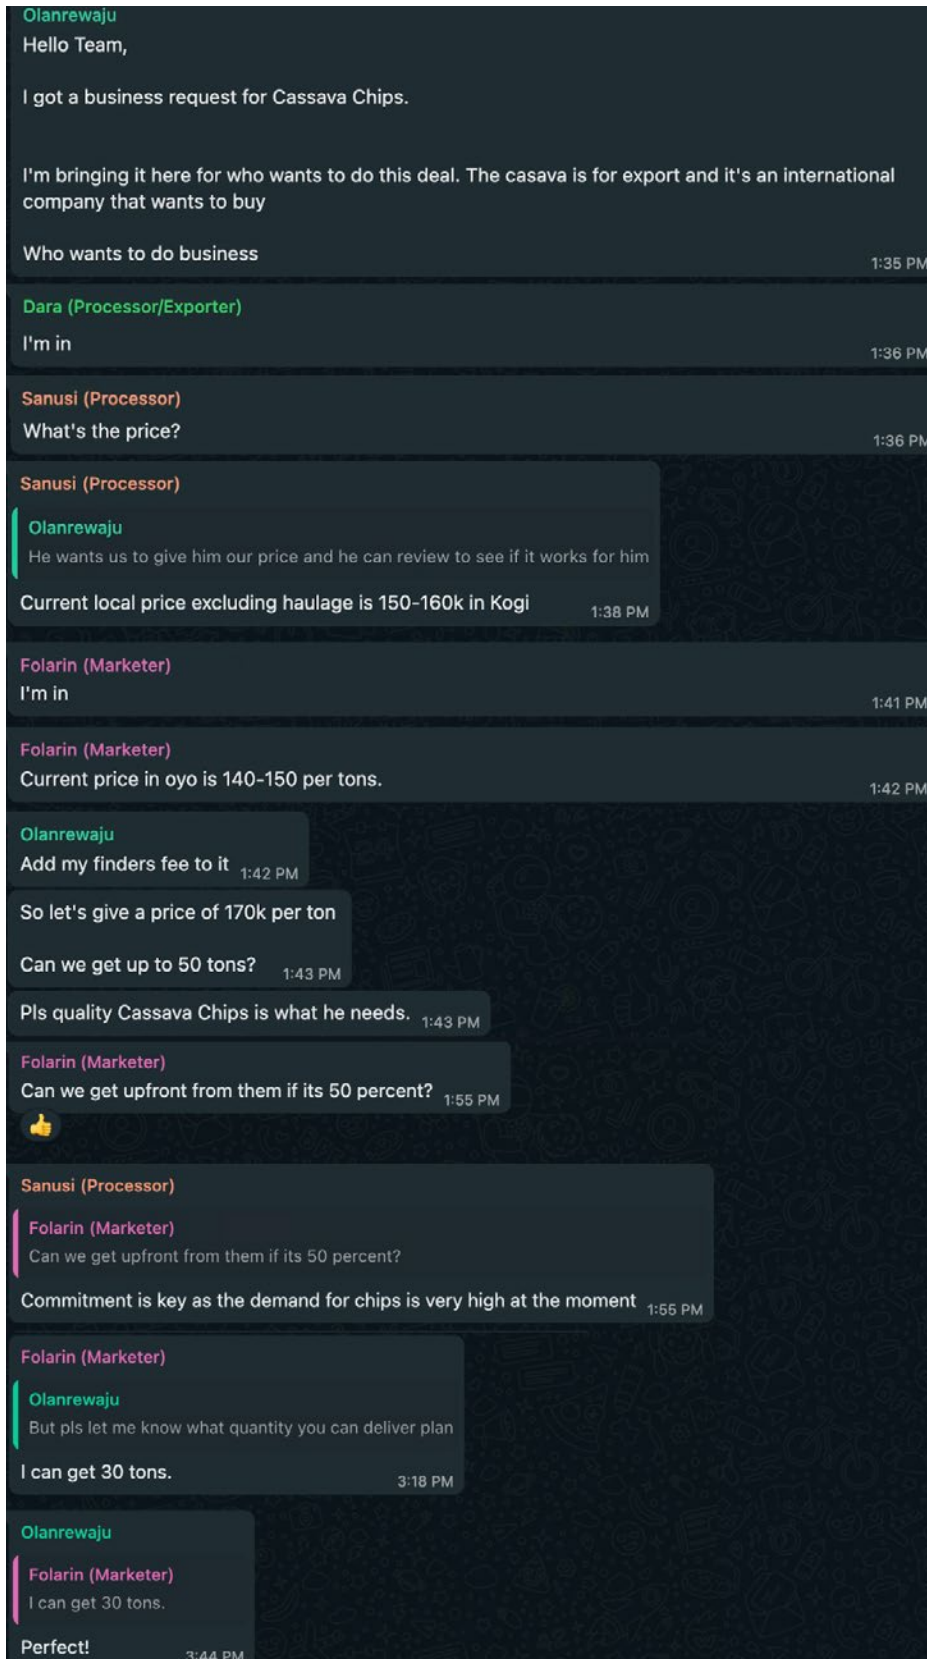 Olanrewaju
Hello Team,
I got a business request for Cassava Chips.
I'm bringing it here for who wants to do this deal. The casava is for export and it's an international
company that wants to buy
Who wants to do business
1:35 PM
Dara (Processor/Exporter)
I'm in
1:36 PM
Sanusi (Processor)
What's the price?
1:36 PM
Sanusi (Processor)
Olanrewaju
He wants us to give him our price and he can review to see if it works for him
Current local price excluding haulage is 150-160k in Kogi 1:38 PM
Folarin (Marketer)
I'm in
1:41 PM
Folarin (Marketer)
Current price in oyo is 140-150 per tons.
1:42 PM
Olanrewaju
Add my finders fee to it 1:42 PM
So let's give a price of 170k per ton
Can we get up to 50 tons? 1:43 PM
Pls quality Cassava Chips is what he needs. 1:43 PM
Folarin (Marketer)
Can we get upfront from them if its 50 percent? 1:55 PM
👍
Sanusi (Processor)
Folarin (Marketer)
Can we get upfront from them if its 50 percent?
Commitment is key as the demand for chips is very high at the moment 1:55 PM
Folarin (Marketer)
Olanrewaju
But pls let me know what quantity you can deliver plan
I can get 30 tons. 3:18 PM
Olanrewaju
Folarin (Marketer)
I can get 30 tons.
Perfect! 3:44 PM